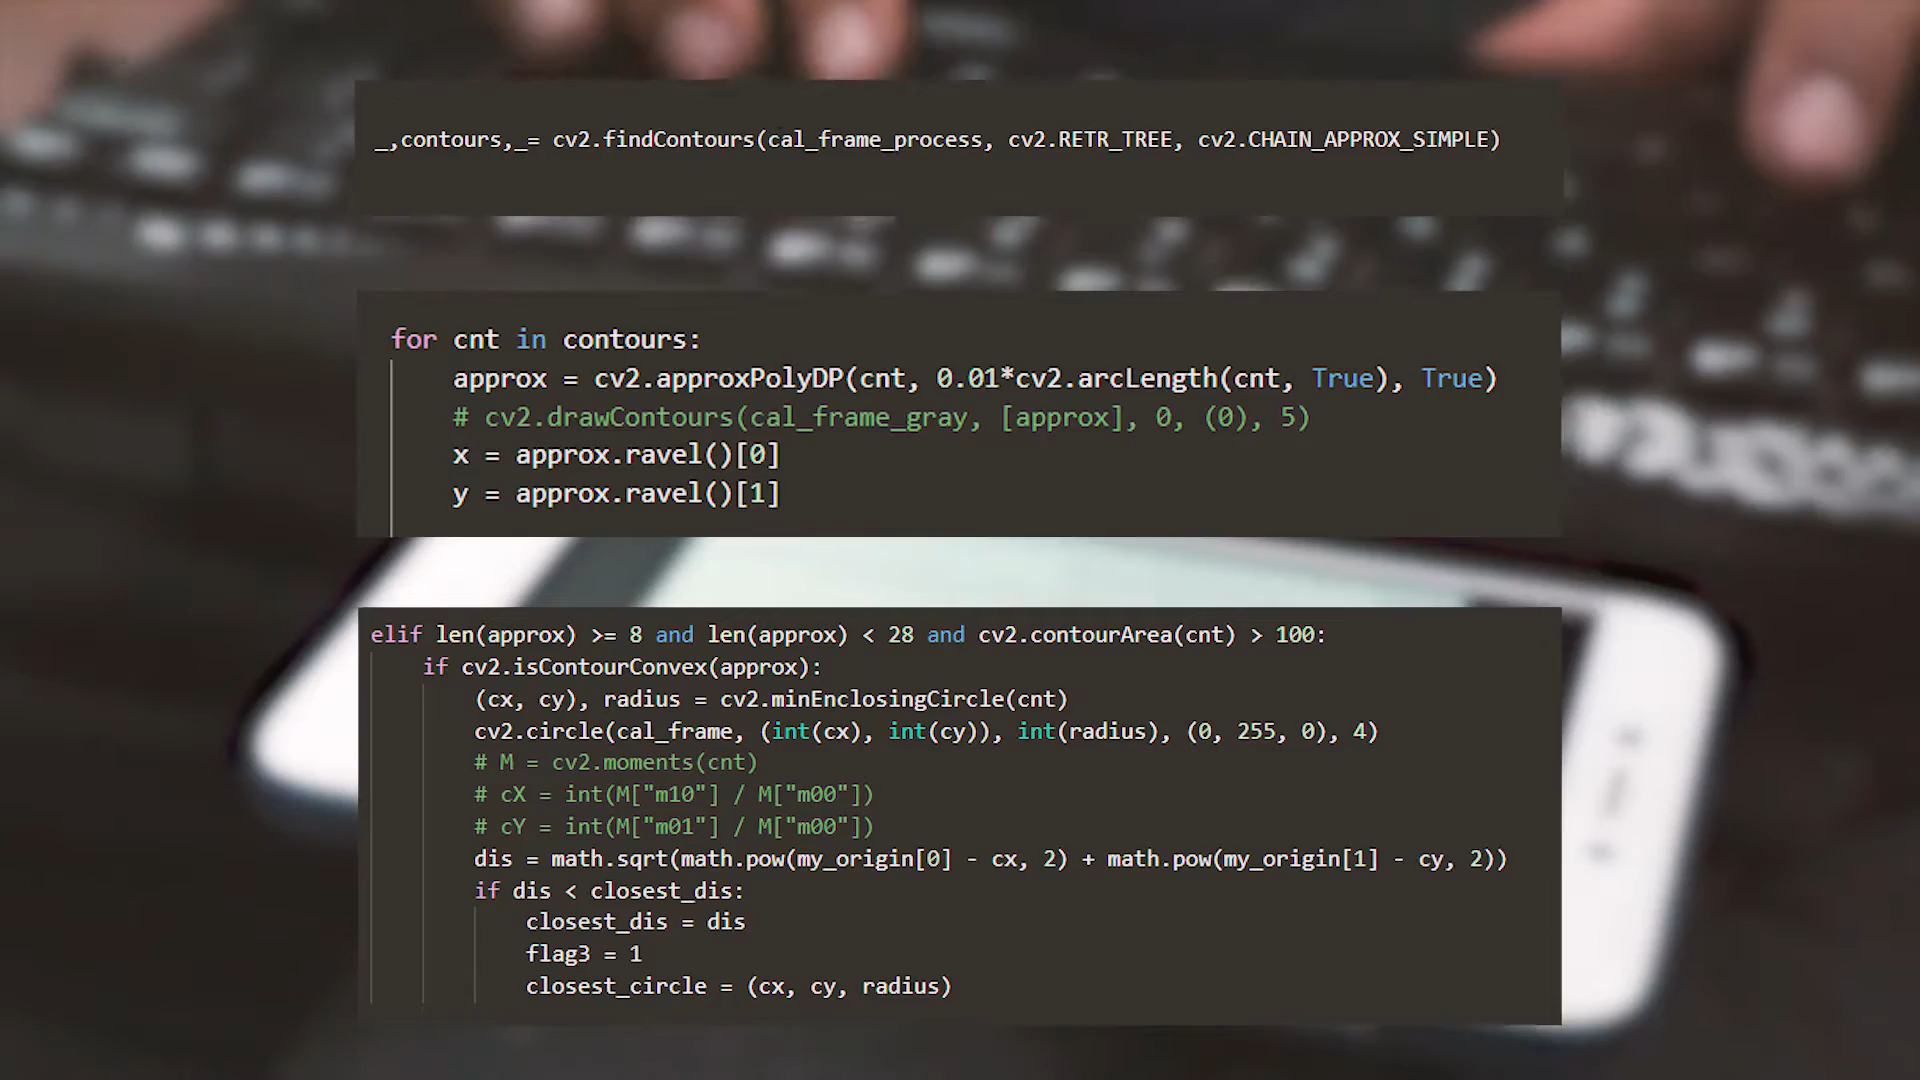 _,contours,_= cv2.findContours(cal_frame_process, cv2.RETR_TREE, cv2.CHAIN_APPROX_SIMPLE)
for cnt in contours:
approx = cv2.approxPolyDP(cnt, 0.01*cv2.arcLength(cnt, True), True)
# cv2.drawContours(cal_frame_gray, [approx], 0, (0), 5)
x = approx.ravel()[0]
y = approx.ravel()[1]
elif len(approx) >= 8 and len(approx) < 28 and cv2.contourArea(cnt) > 100:
if cv2.isContourConvex(approx):
(cx, cy), radius = cv2.minEnclosingCircle(cnt)
cv2.circle(cal_frame, (int(cx), int(cy)), int(radius), (0, 255, 0), 4)
# M = cv2.moments(cnt)
# cX = int(M["m10"] / M["m00"])
# cY = int(M["m01"] / M["m00"])
dis = math.sqrt(math.pow(my_origin[0] - cx, 2) + math.pow(my_origin[1] - cy, 2))
if dis < closest_dis:
closest_dis = dis
flag3 = 1
closest_circle = (cx, cy, radius)